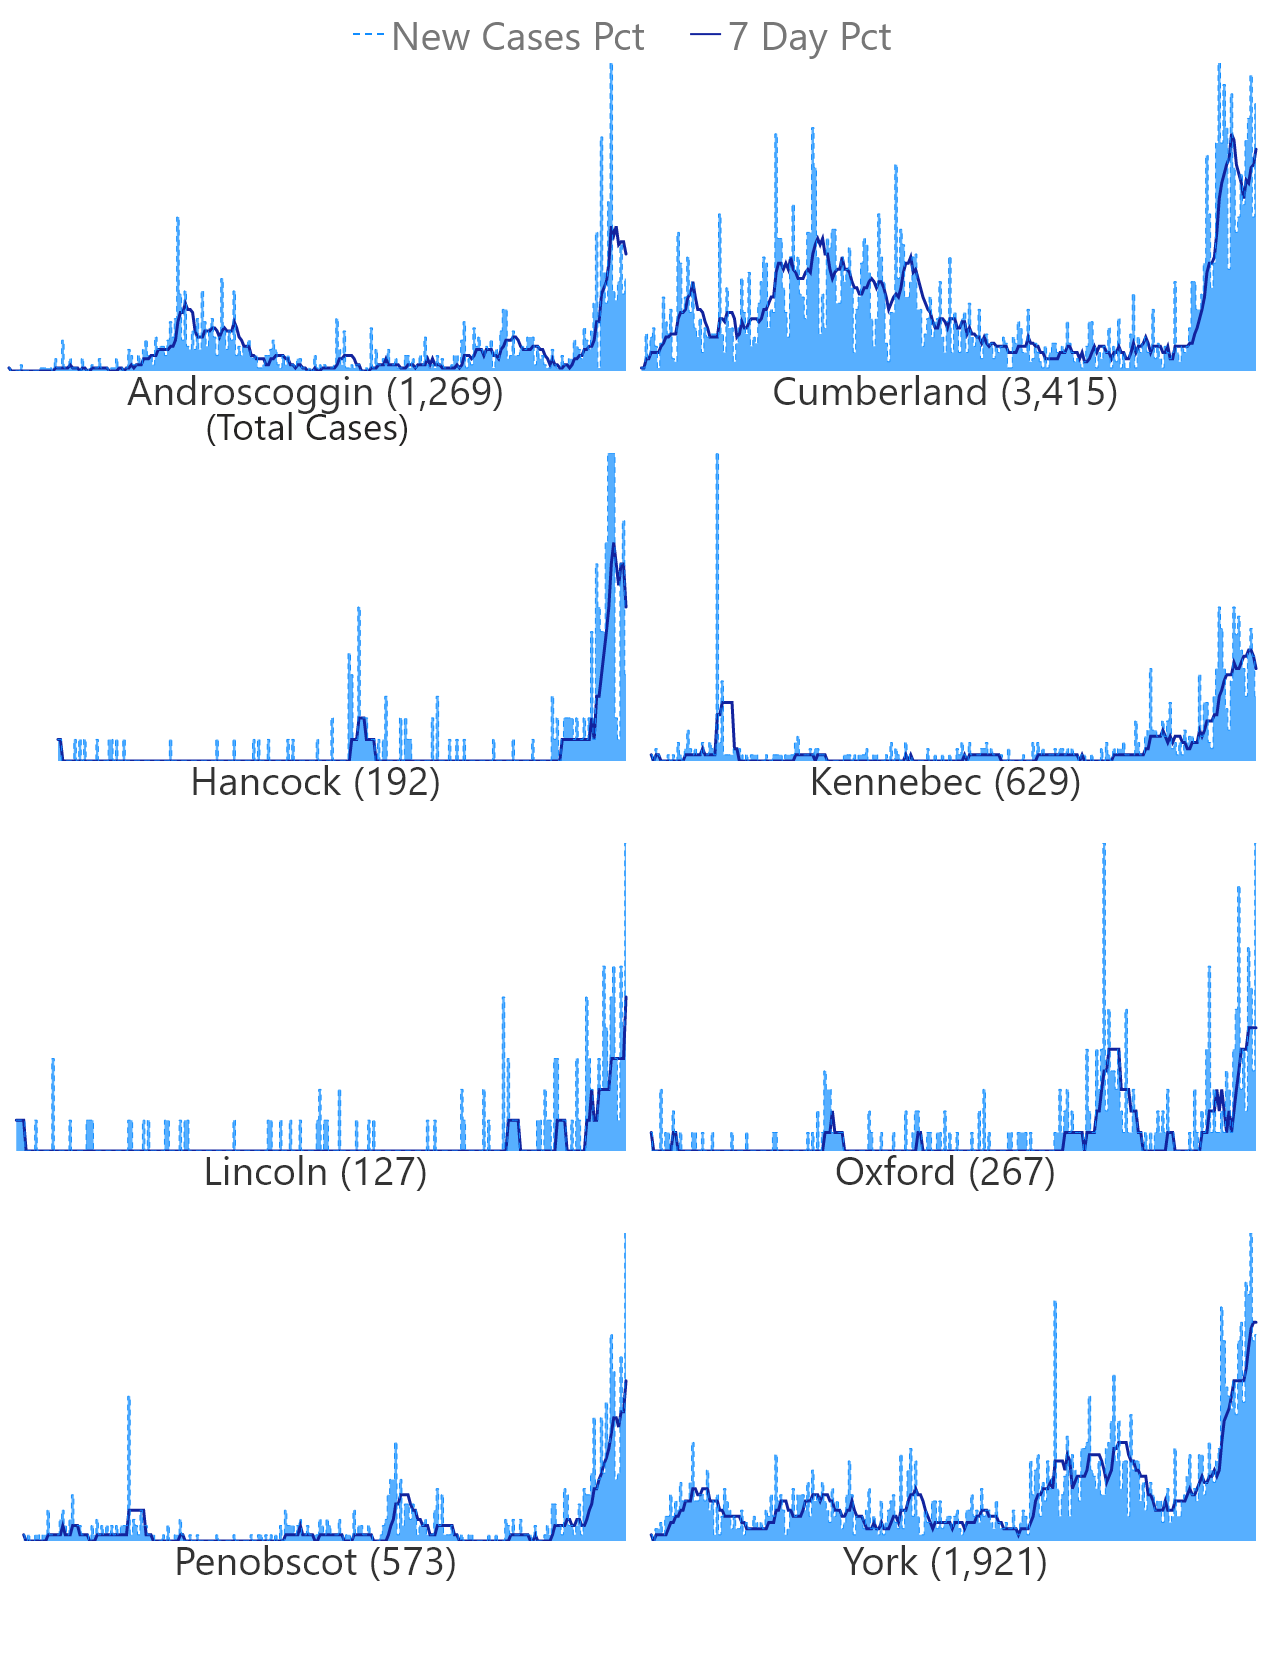 New Cases Pct 7 Day Pct
Androscoggin (1,269) Cumberland (3,415)
(Total Cases)
Hancock (192) Kennebec (629)
Lincoln (127) Oxford (267)
Penobscot (573) York (1,921)